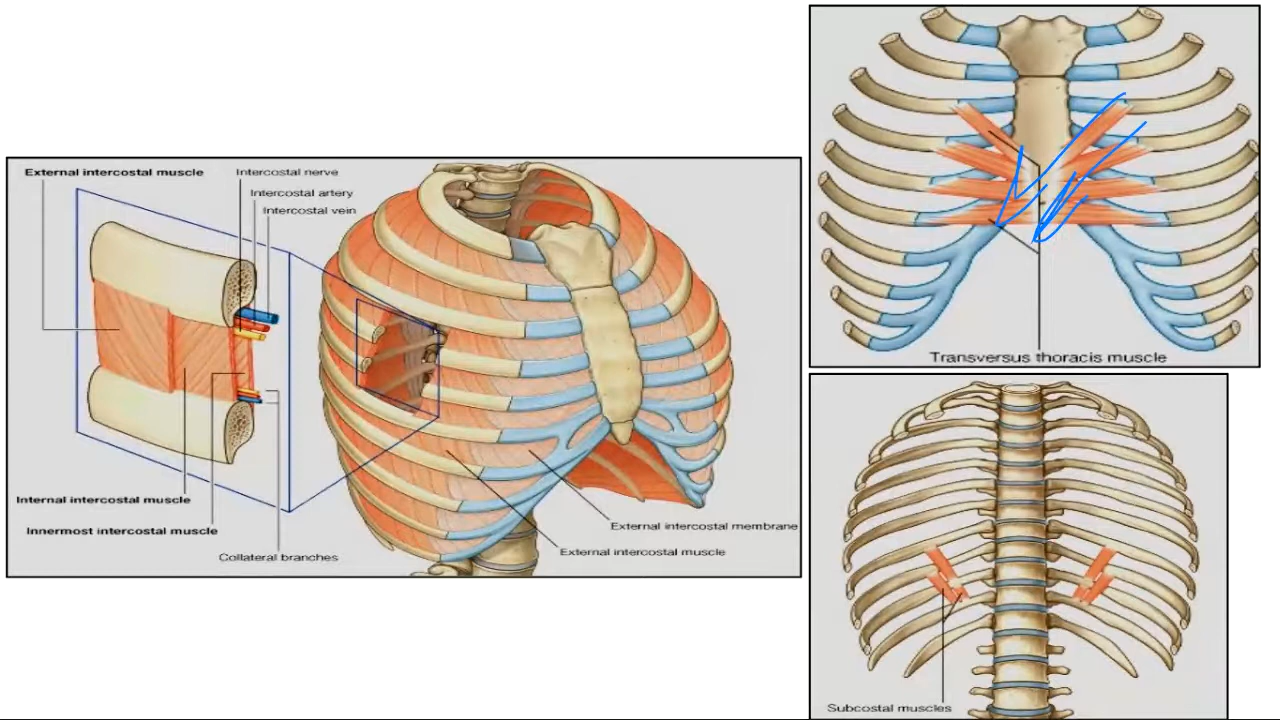 External intercostal muscle
Intercostal nerve
Intercostal artery
Intercostal vein
Internal intercostal muscle
Innermost intercostal muscle
Collateral branches
External intercostal membrane
External intercostal muscle
Transversus thoracis muscle
Subcostal muscles